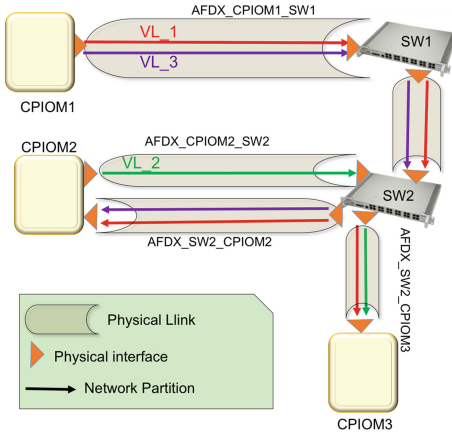 AFDX_CPIOM1_SW1
VL_1
SW1
VL_3
CPIOM1
CPIOM2
AFDX_CPIOM2_SW2
VL_2
SW2
AFDX_SW2_CPIOM2
AFDX_SW2_CPIOM3
Physical Llink
Physical interface
Network Partition
CPIOM3